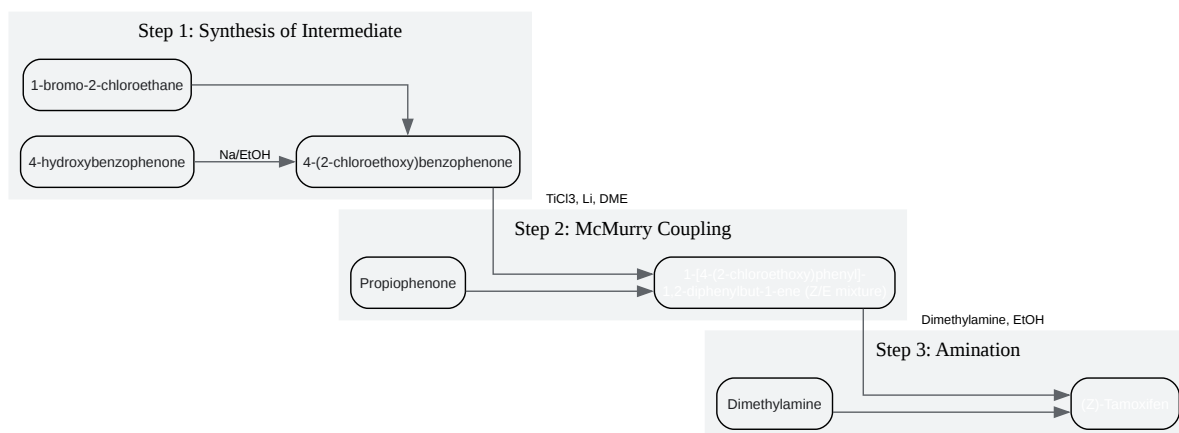 Step 1: Synthesis of Intermediate
1-bromo-2-chloroethane
4-hydroxybenzophenone
Na/EtOH
4-(2-chloroethoxy)benzophenone
TiCl3, Li, DME
Step 2: McMurry Coupling
Propiophenone
1-[4-(2-chloroethoxy)phenyl]-
1,2-diphenylbut-1-ene (Z/E mixture)
Dimethylamine, EtOH
Step 3: Amination
Dimethylamine
(Z)-Tamoxifen